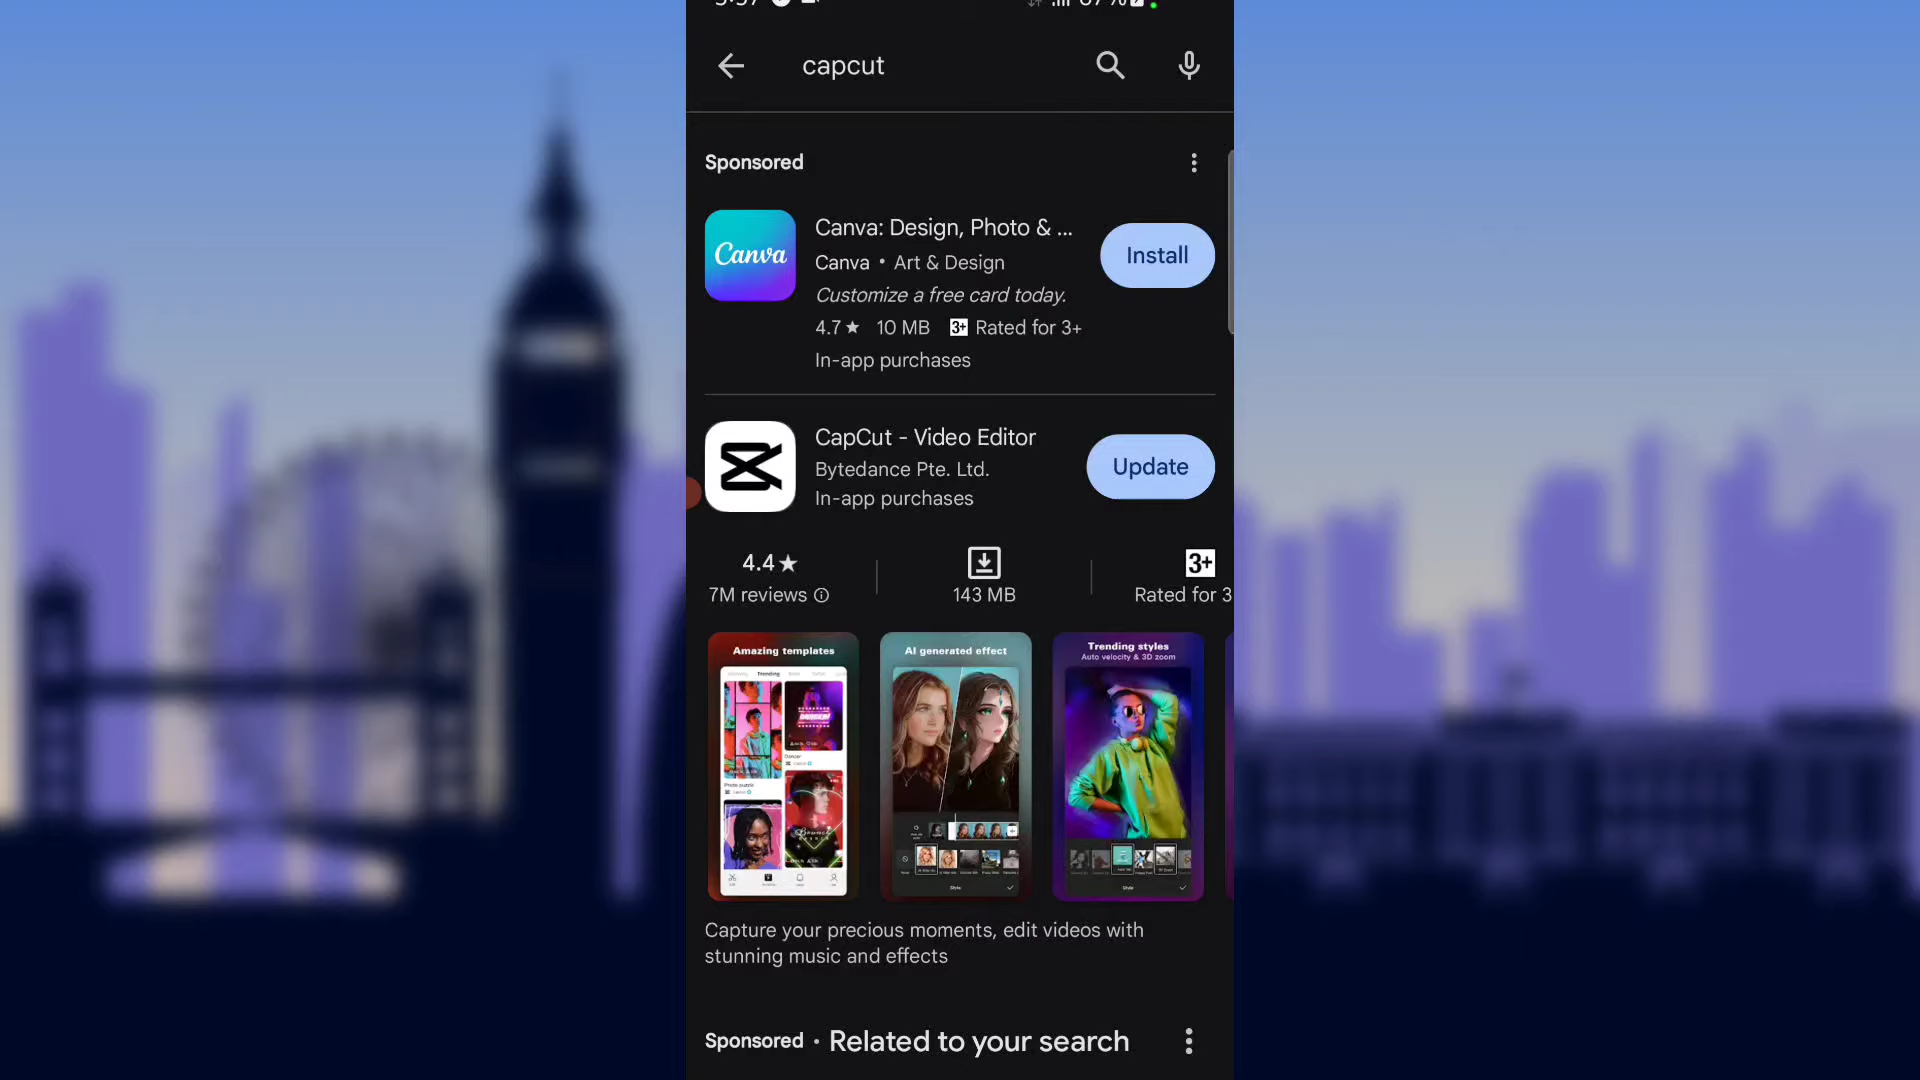 capcut
Sponsored
Canva
Canva: Design, Photo & ...
Canva • Art & Design
Customize a free card today.
4.7★ 10 MB 3+ Rated for 3+
In-app purchases
Install
CapCut - Video Editor
Bytedance Pte. Ltd.
In-app purchases
Update
4.4★
7M reviews
143 MB
3+
Rated for 3
Amazing templates
Trending
AI generated effect
Style
Trending styles
Auto velocity & 3D zoom
Style
Capture your precious moments, edit videos with
stunning music and effects
Sponsored · Related to your search